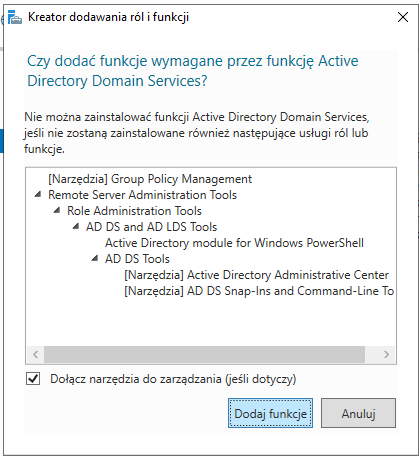 Kreator dodawania ról i funkcji
Czy dodać funkcje wymagane przez funkcję Active
Directory Domain Services?
Nie można zainstalować funkcji Active Directory Domain Services,
jeśli nie zostaną zainstalowane również następujące usługi ról lub
funkcje.
[Narzędzia] Group Policy Management
Remote Server Administration Tools
Role Administration Tools
AD DS and AD LDS Tools
Active Directory module for Windows PowerShell
AD DS Tools
[Narzędzia] Active Directory Administrative Center
[Narzędzia] AD DS Snap-Ins and Command-Line To
Dołącz narzędzia do zarządzania (jeśli dotyczy)
Dodaj funkcje
Anuluj